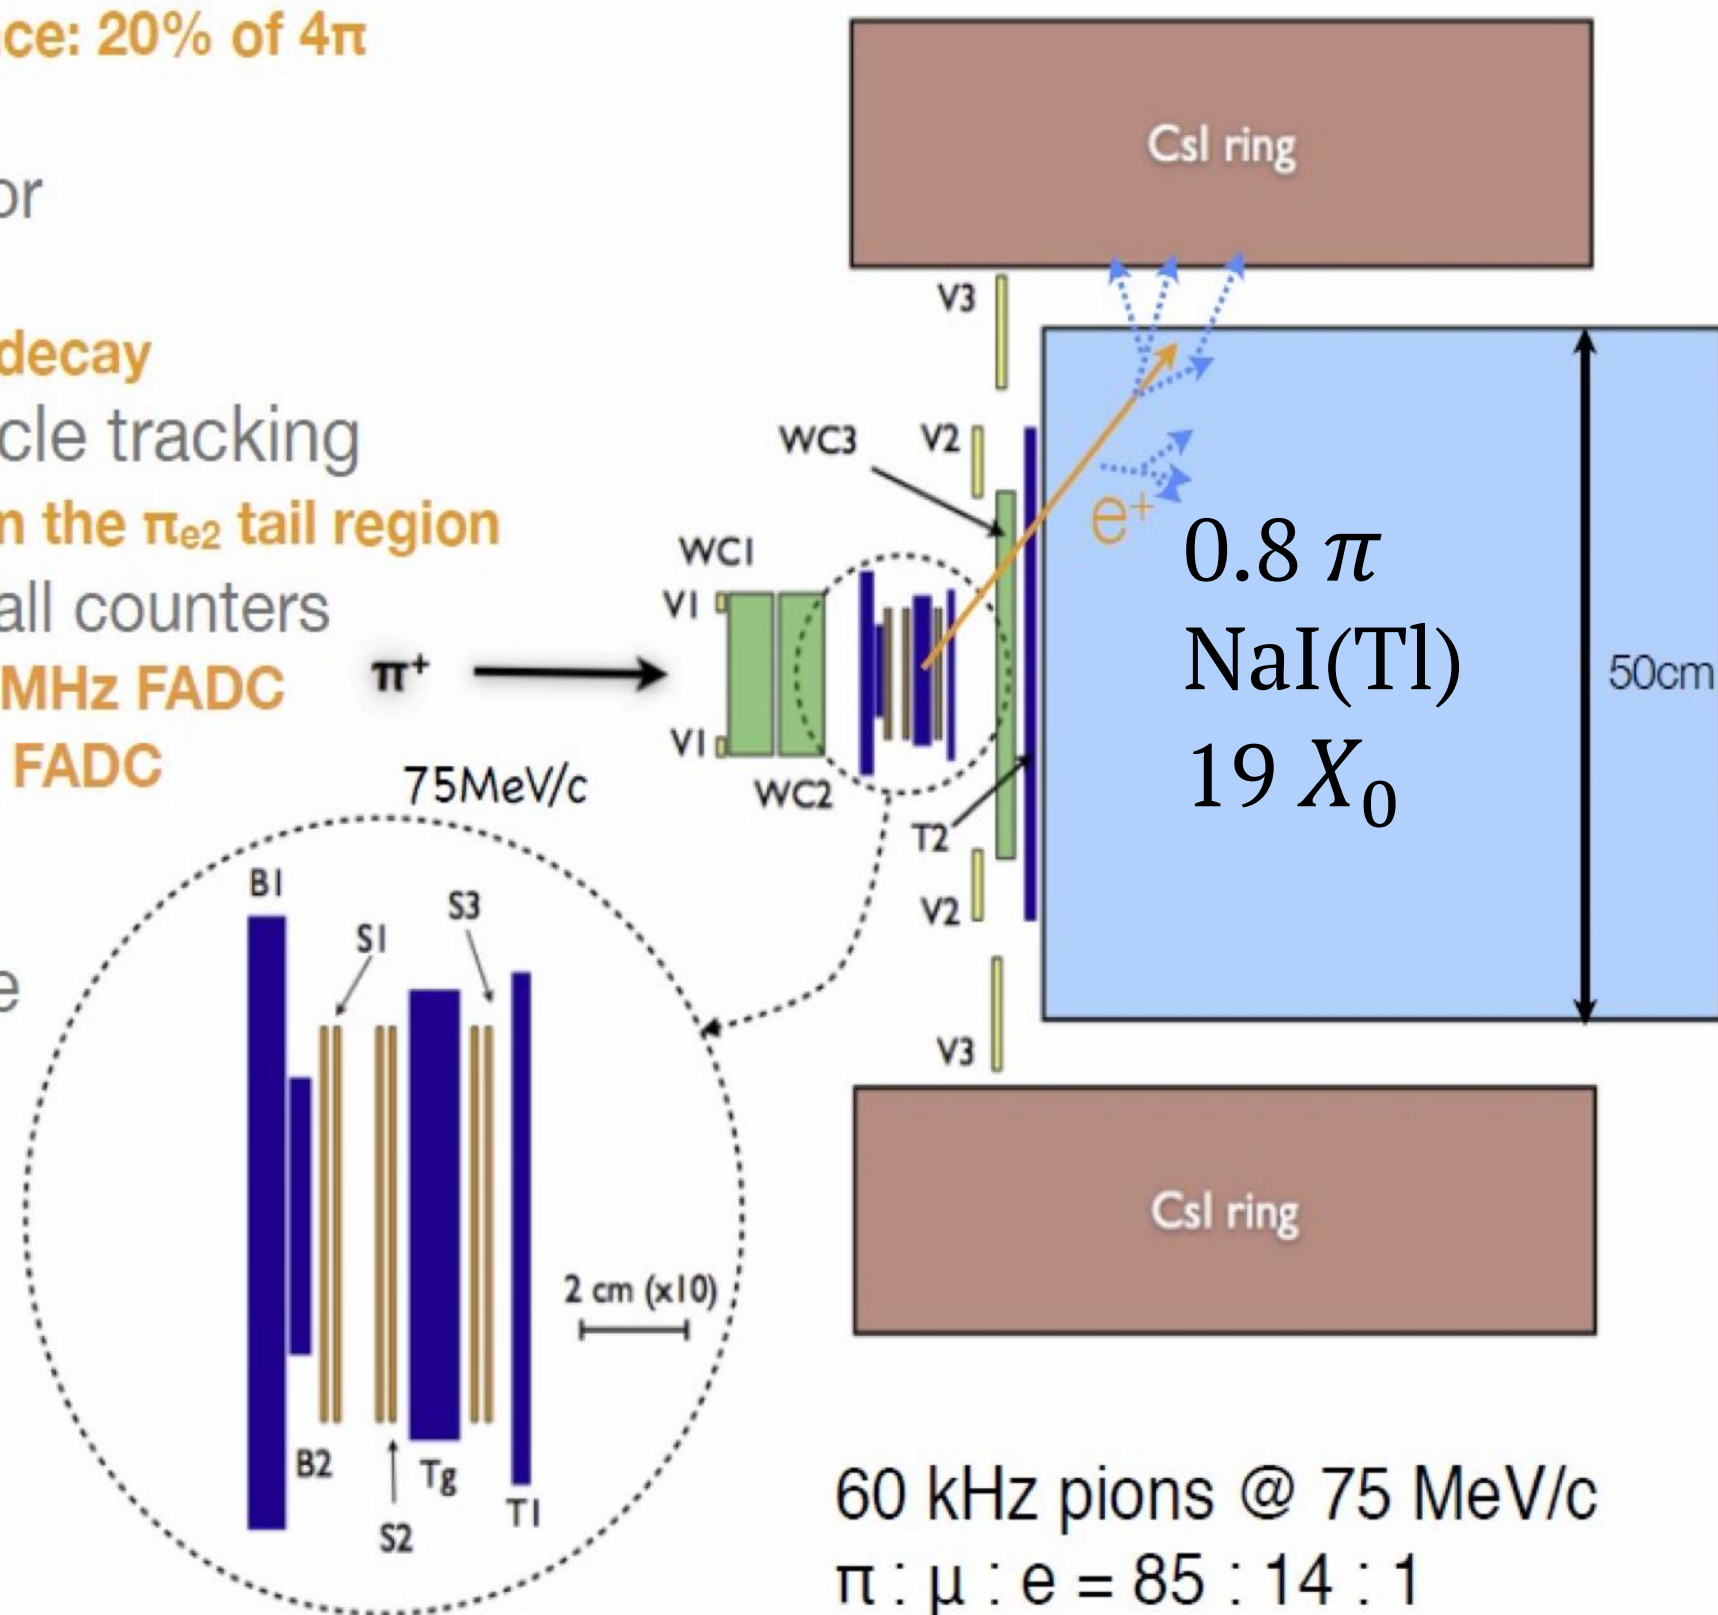 ce: 20% of 4π
or
decay
cle tracking
n the πe2 tail region
all counters
MHz FADC
FADC
e
CsI ring
V3
WC3
V2
e+
WC1
V1
π+
V1
75MeV/c
WC2
T2
V2
V3
0.8 π
NaI(Tl)
19 X0
50cm
CsI ring
B1
S1
S3
2 cm (x10)
B2
Tg
S2
T1
60 kHz pions @ 75 MeV/c
π : μ : e = 85 : 14 : 1